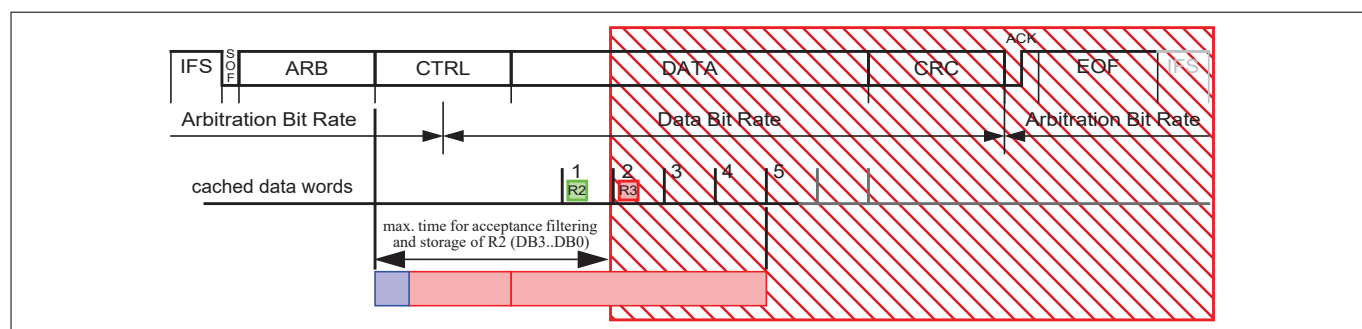 ACK
IFS SOF ARB CTRL DATA CRC EOF IFS
Arbitration Bit Rate Data Bit Rate Arbitration Bit Rate
1 2 3 4 5
cached data words R2 R3
max. time for acceptance filtering
and storage of R2 (DB3..DB0)